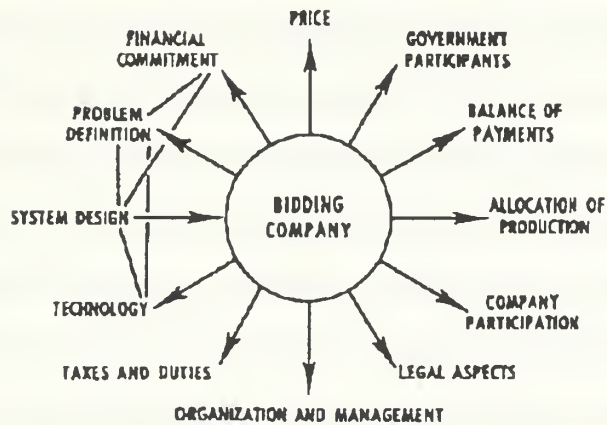 PRICE
FINANCIAL
COMMITMENT
GOVERNMENT
PARTICIPANTS
PROBLEM
DEFINITION
BALANCE OF
PAYMENTS
SYSTEM DESIGN
BIDDING
COMPANY
ALLOCATION OF
PRODUCTION
TECHNOLOGY
COMPANY
PARTICIPATION
TAXES AND DUTIES
LEGAL ASPECTS
ORGANIZATION AND MANAGEMENT